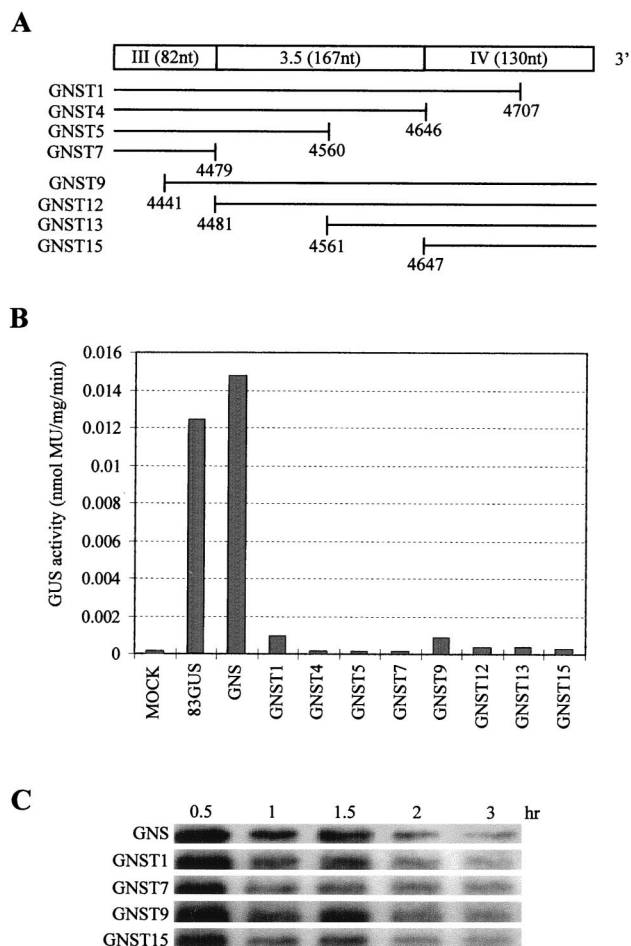 A
III (82nt) 3.5 (167nt) IV (130nt) 3'
GNST1
4707
GNST4
4646
GNST5
4560
GNST7
4479
GNST9
4441
GNST12
4481
GNST13
4561
GNST15
4647
B
GUS activity (nmol MU/mg/min)
0.016
0.014
0.012
0.01
0.008
0.006
0.004
0.002
0
MOCK 83GUS GNS GNST1 GNST4 GNST5 GNST7 GNST9 GNST12 GNST13 GNST15
C
0.5 1 1.5 2 3 hr
GNS
GNST1
GNST7
GNST9
GNST15